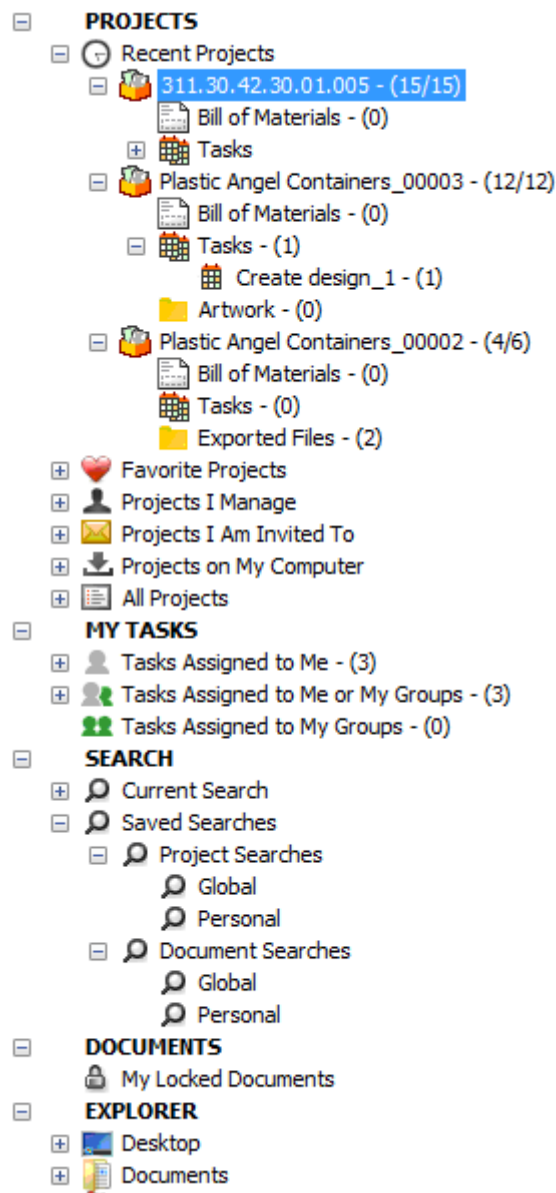 PROJECTS
Recent Projects
311.30.42.30.01.005 - (15/15)
Bill of Materials - (0)
Tasks
Plastic Angel Containers_00003 - (12/12)
Bill of Materials - (0)
Tasks - (1)
Create design_1 - (1)
Artwork - (0)
Plastic Angel Containers_00002 - (4/6)
Bill of Materials - (0)
Tasks - (0)
Exported Files - (2)
Favorite Projects
Projects I Manage
Projects I Am Invited To
Projects on My Computer
All Projects
MY TASKS
Tasks Assigned to Me - (3)
Tasks Assigned to Me or My Groups - (3)
Tasks Assigned to My Groups - (0)
SEARCH
Current Search
Saved Searches
Project Searches
Global
Personal
Document Searches
Global
Personal
DOCUMENTS
My Locked Documents
EXPLORER
Desktop
Documents